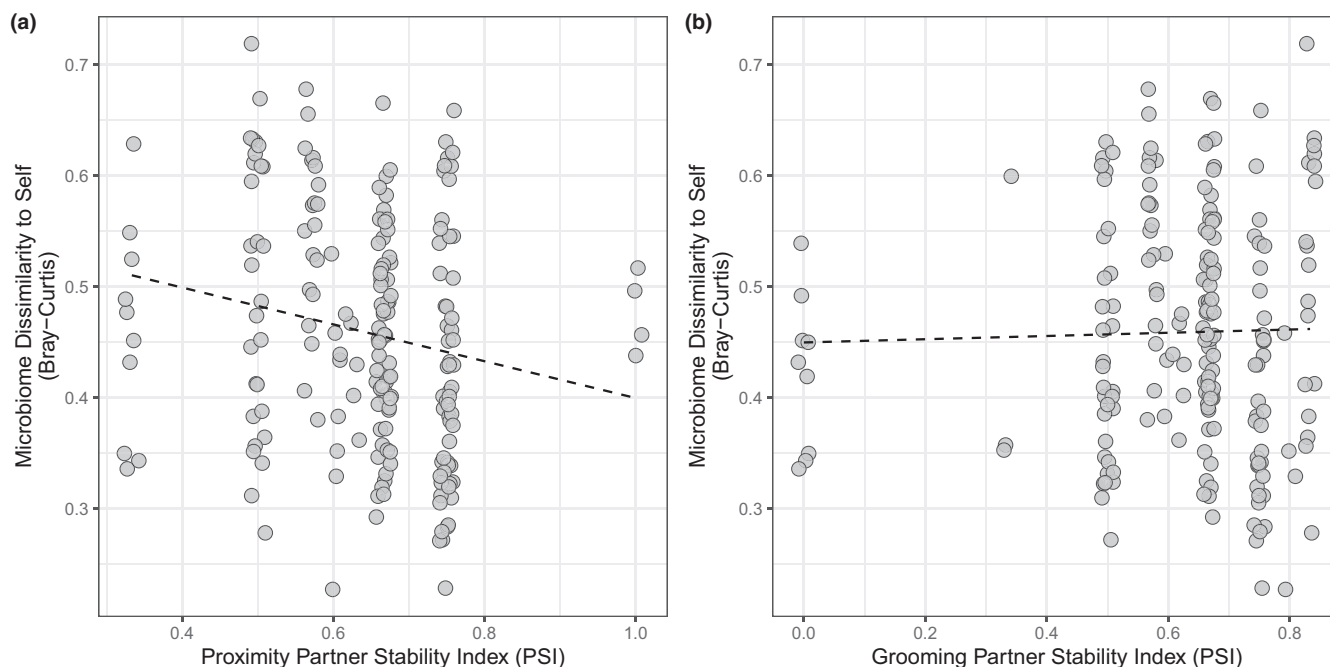 (a)
Microbiome Dissimilarity to Self
(Bray−Curtis)
0.7
0.6
0.5
0.4
0.3
0.4
0.6
0.8
1.0
Proximity Partner Stability Index (PSI)
(b)
Microbiome Dissimilarity to Self
(Bray−Curtis)
0.7
0.6
0.5
0.4
0.3
0.0
0.2
0.4
0.6
0.8
Grooming Partner Stability Index (PSI)